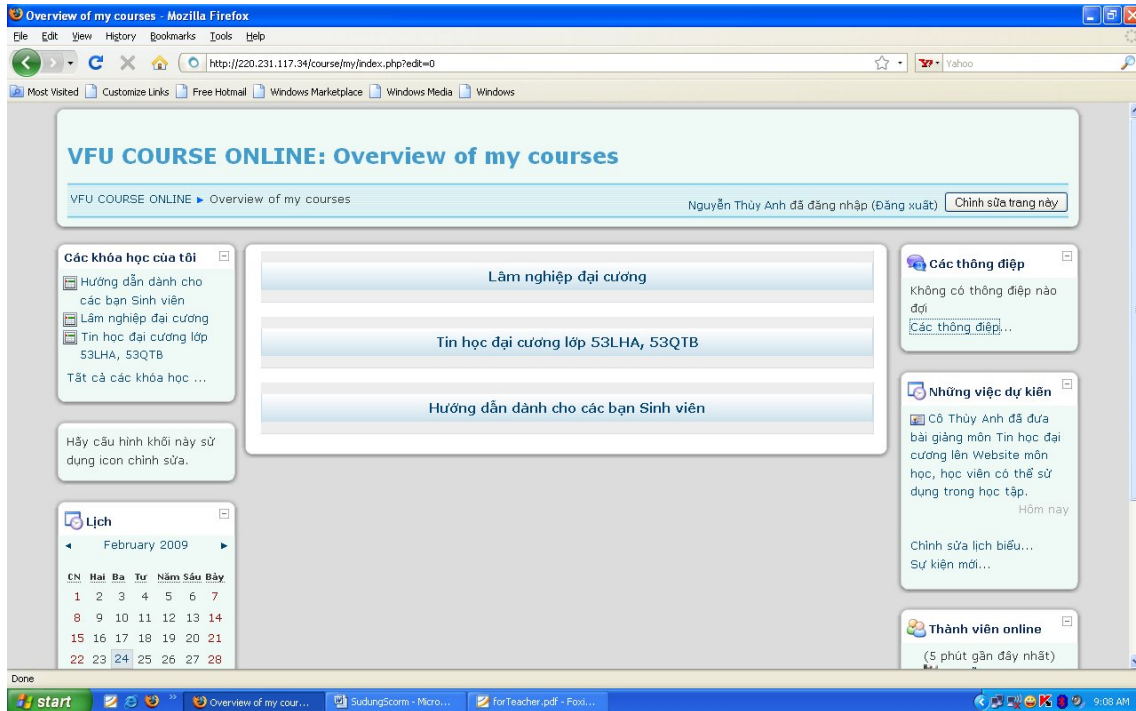 Overview of my courses - Mozilla Firefox
File Edit View History Bookmarks Tools Help
http://220.231.117.34/course/my/index.php?edit=0
Yahoo
Most Visited Customize Links Free Hotmail Windows Marketplace Windows Media Windows
VFU COURSE ONLINE: Overview of my courses
VFU COURSE ONLINE ► Overview of my courses
Nguyễn Thùy Anh đã đăng nhập (Đăng xuất) Chỉnh sửa trang này
Các khóa học của tôi
Hướng dẫn dành cho
các bạn Sinh viên
Lâm nghiệp đại cương
Tin học đại cương lớp
53LHA, 53QTB
Tất cả các khóa học ...
Hãy cấu hình khối này sử
dụng icon chỉnh sửa.
Lịch
◄ February 2009 ►
CN Hai Ba Tư Năm Sáu Bảy
1 2 3 4 5 6 7
8 9 10 11 12 13 14
15 16 17 18 19 20 21
22 23 24 25 26 27 28
Lâm nghiệp đại cương
Tin học đại cương lớp 53LHA, 53QTB
Hướng dẫn dành cho các bạn Sinh viên
Các thông điệp
Không có thông điệp nào
đợi
Các thông điệp...
Những việc dự kiến
Cô Thùy Anh đã đưa
bài giảng môn Tin học đại
cương lên Website môn
học, học viên có thể sử
dụng trong học tập.
Hôm nay
Chỉnh sửa lịch biểu...
Sự kiện mới...
Thành viên online
(5 phút gần đây nhất)
Done
start
Overview of my cour...
SudungScorm - Micro...
forTeacher.pdf - Foxi...
9:08 AM